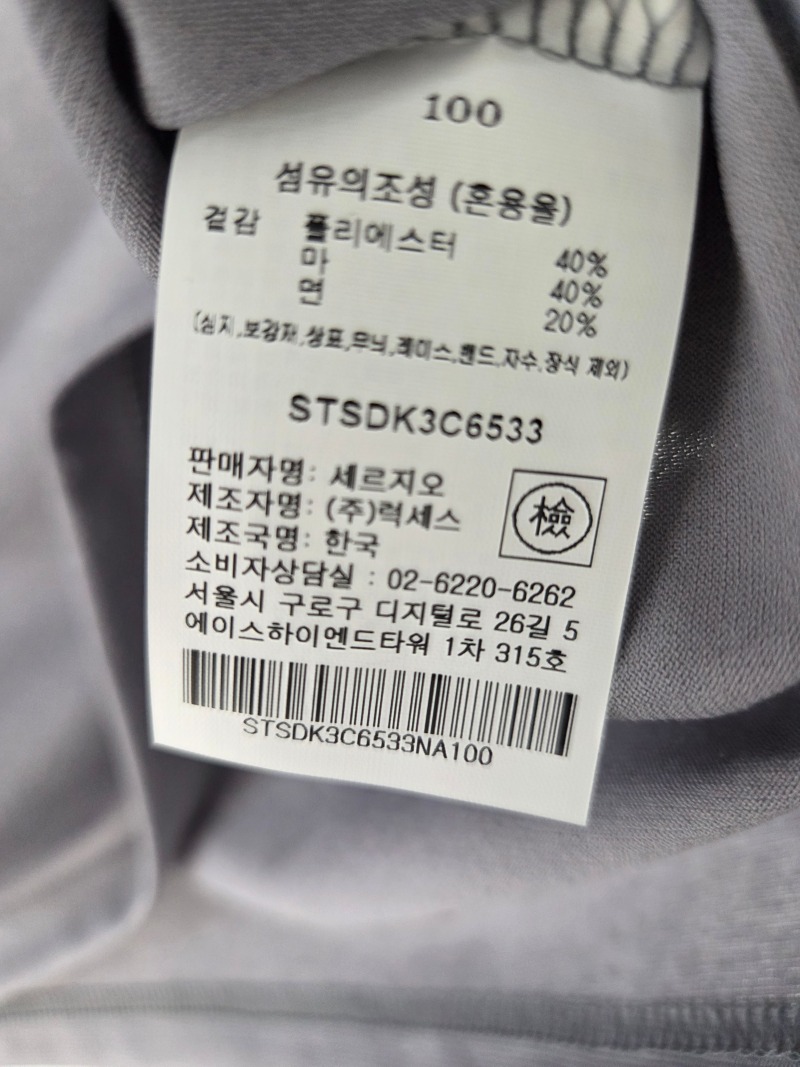 100
섬유의조성 (혼용율)
겉감 폴리에스터 40%
마 40%
면 20%
(심지,보강재,상표,무늬,레이스,밴드,자수,장식 제외)
STSDK3C6533
판매자명: 세르지오
제조자명: (주)럭셔스
제조국명: 한국
檢
소비자상담실 : 02-6220-6262
서울시 구로구 디지털로 26길 5
에이스하이엔드타워 1차 315호
STSDK3C6533NA100